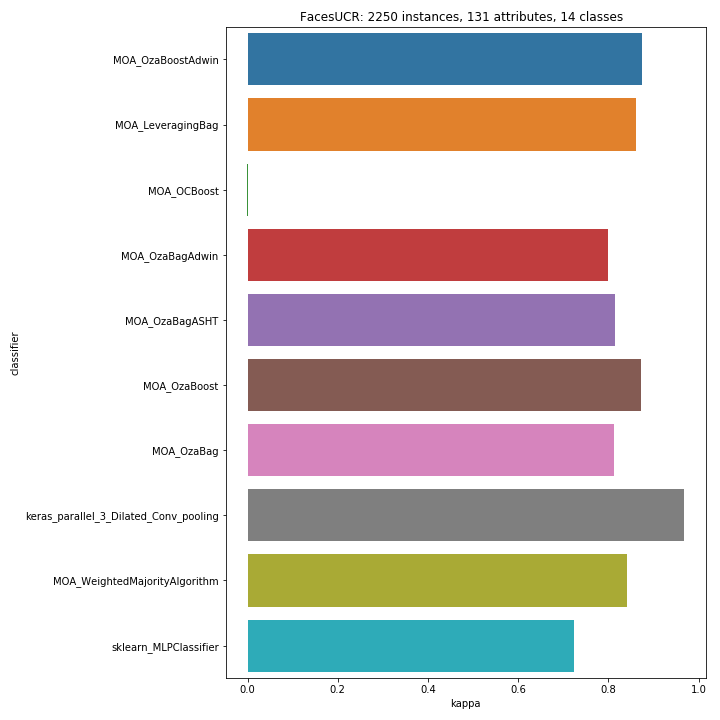 FacesUCR: 2250 instances, 131 attributes, 14 classes
classifier
MOA_OzaBoostAdwin
MOA_LeveragingBag
MOA_OCBoost
MOA_OzaBagAdwin
MOA_OzaBagASHT
MOA_OzaBoost
MOA_OzaBag
keras_parallel_3_Dilated_Conv_pooling
MOA_WeightedMajorityAlgorithm
sklearn_MLPClassifier
0.0 0.2 0.4 0.6 0.8 1.0
kappa